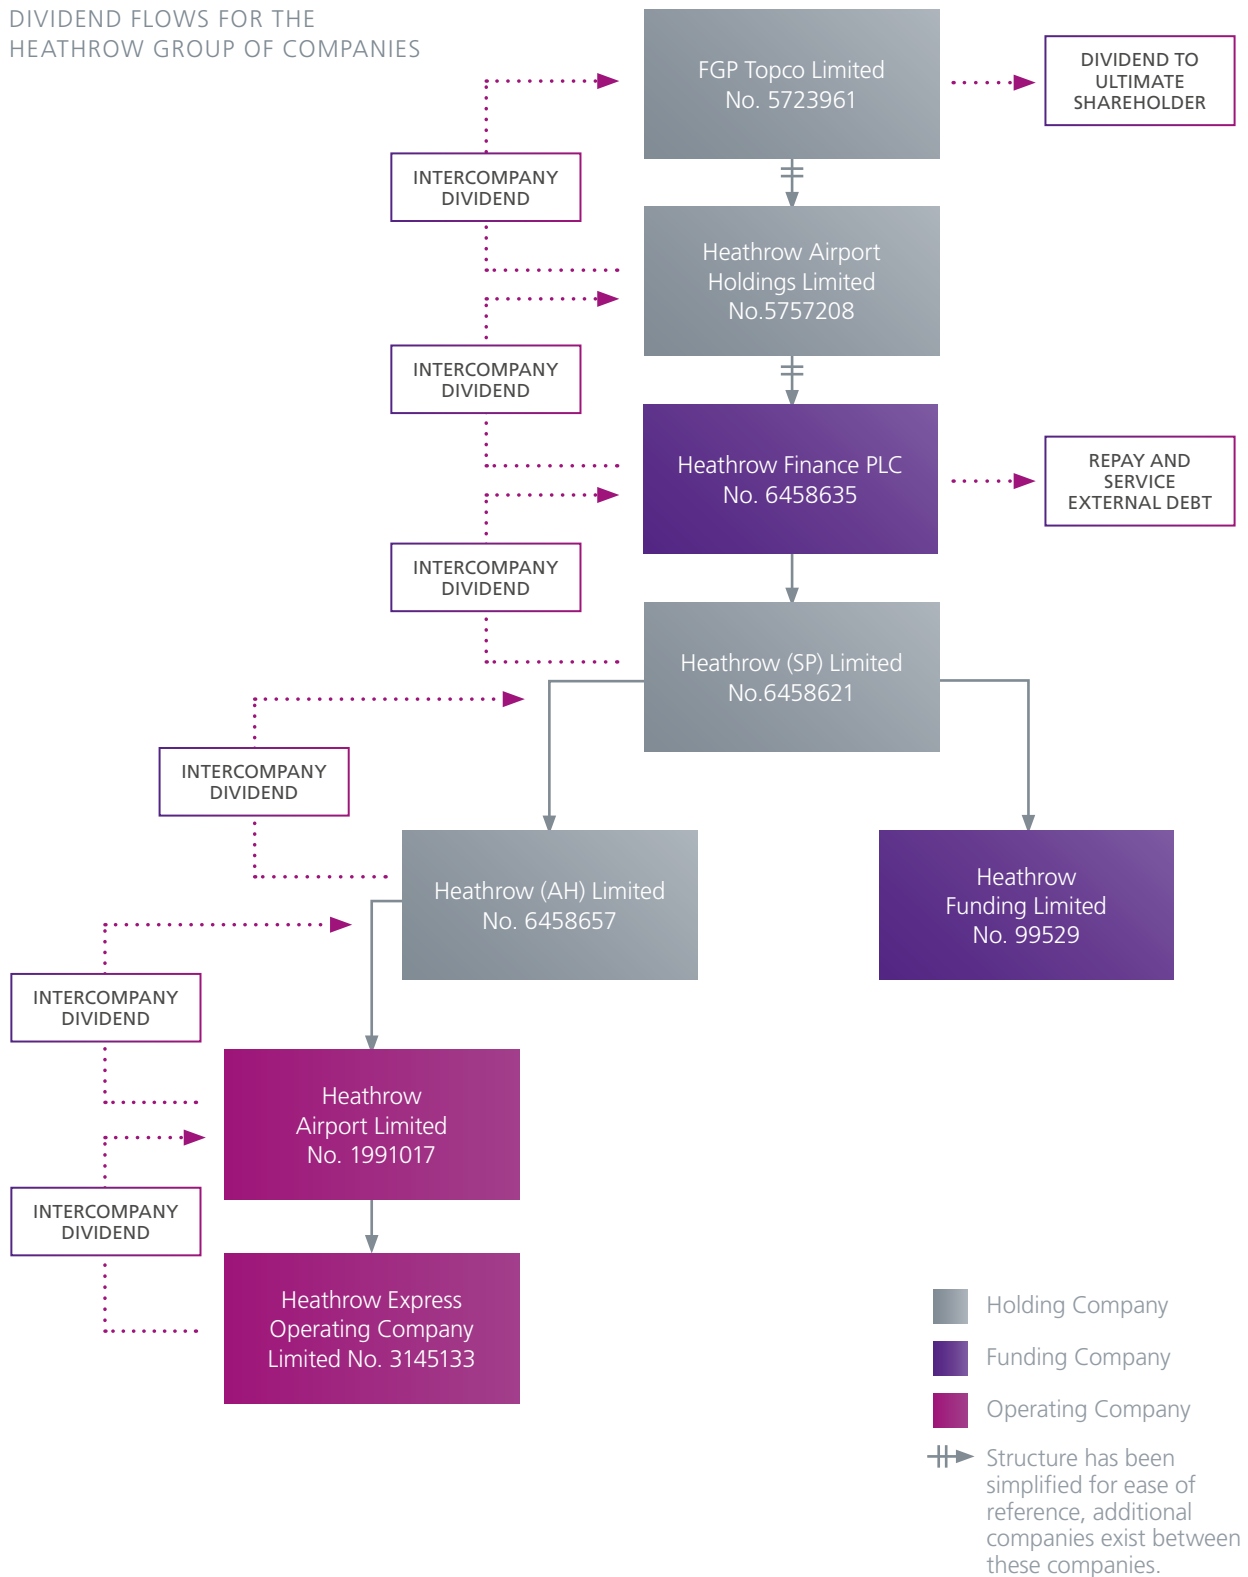 DIVIDEND FLOWS FOR THE
HEATHROW GROUP OF COMPANIES
FGP Topco Limited
No. 5723961
DIVIDEND TO
ULTIMATE
SHAREHOLDER
INTERCOMPANY
DIVIDEND
Heathrow Airport
Holdings Limited
No.5757208
INTERCOMPANY
DIVIDEND
Heathrow Finance PLC
No. 6458635
REPAY AND
SERVICE
EXTERNAL DEBT
INTERCOMPANY
DIVIDEND
Heathrow (SP) Limited
No.6458621
INTERCOMPANY
DIVIDEND
Heathrow (AH) Limited
No. 6458657
Heathrow
Funding Limited
No. 99529
INTERCOMPANY
DIVIDEND
Heathrow
Airport Limited
No. 1991017
INTERCOMPANY
DIVIDEND
Heathrow Express
Operating Company
Limited No. 3145133
Holding Company
Funding Company
Operating Company
Structure has been
simplified for ease of
reference, additional
companies exist between
these companies.